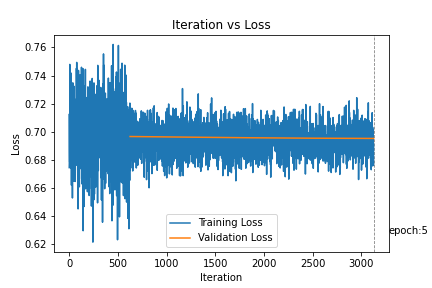 Iteration vs Loss
Loss
0.76
0.74
0.72
0.70
0.68
0.66
0.64
0.62
Training Loss
Validation Loss
epoch:5
0
500
1000
1500
2000
2500
3000
Iteration